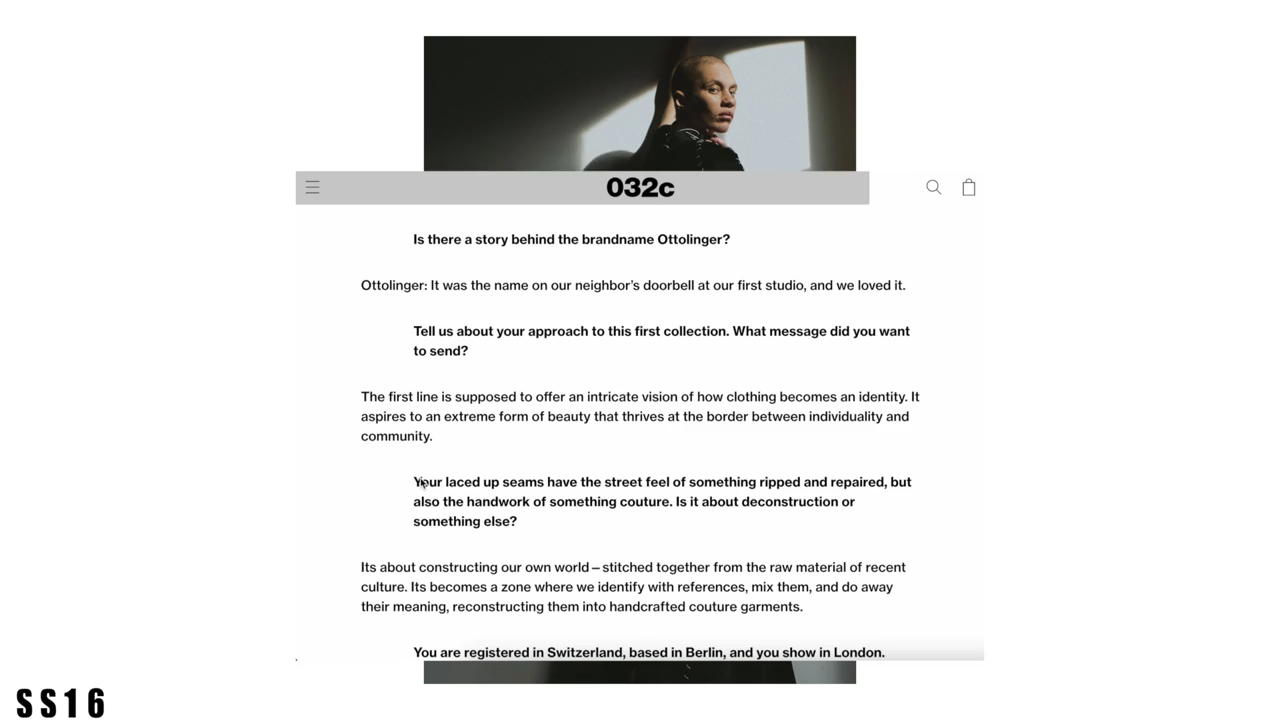 032c
Is there a story behind the brandname Ottolinger?
Ottolinger: It was the name on our neighbor’s doorbell at our first studio, and we loved it.
Tell us about your approach to this first collection. What message did you want
to send?
The first line is supposed to offer an intricate vision of how clothing becomes an identity. It
aspires to an extreme form of beauty that thrives at the border between individuality and
community.
Your laced up seams have the street feel of something ripped and repaired, but
also the handwork of something couture. Is it about deconstruction or
something else?
Its about constructing our own world – stitched together from the raw material of recent
culture. Its becomes a zone where we identify with references, mix them, and do away
their meaning, reconstructing them into handcrafted couture garments.
You are registered in Switzerland, based in Berlin, and you show in London.
SS16